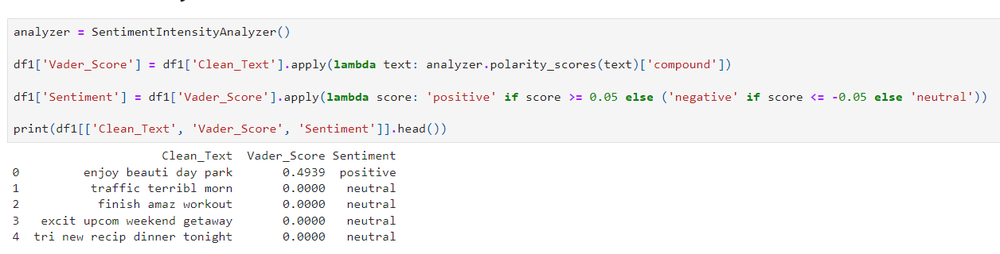 analyzer = SentimentIntensityAnalyzer()
df1['Vader_Score'] = df1['Clean_Text'].apply(lambda text: analyzer.polarity_scores(text)['compound'])
df1['Sentiment'] = df1['Vader_Score'].apply(lambda score: 'positive' if score >= 0.05 else ('negative' if score <= -0.05 else 'neutral'))
print(df1[['Clean_Text', 'Vader_Score', 'Sentiment']].head())
Clean_Text Vader_Score Sentiment
0 enjoy beauti day park 0.4939 positive
1 traffic terribl morn 0.0000 neutral
2 finish amaz workout 0.0000 neutral
3 excit upcom weekend getaway 0.0000 neutral
4 tri new recip dinner tonight 0.0000 neutral